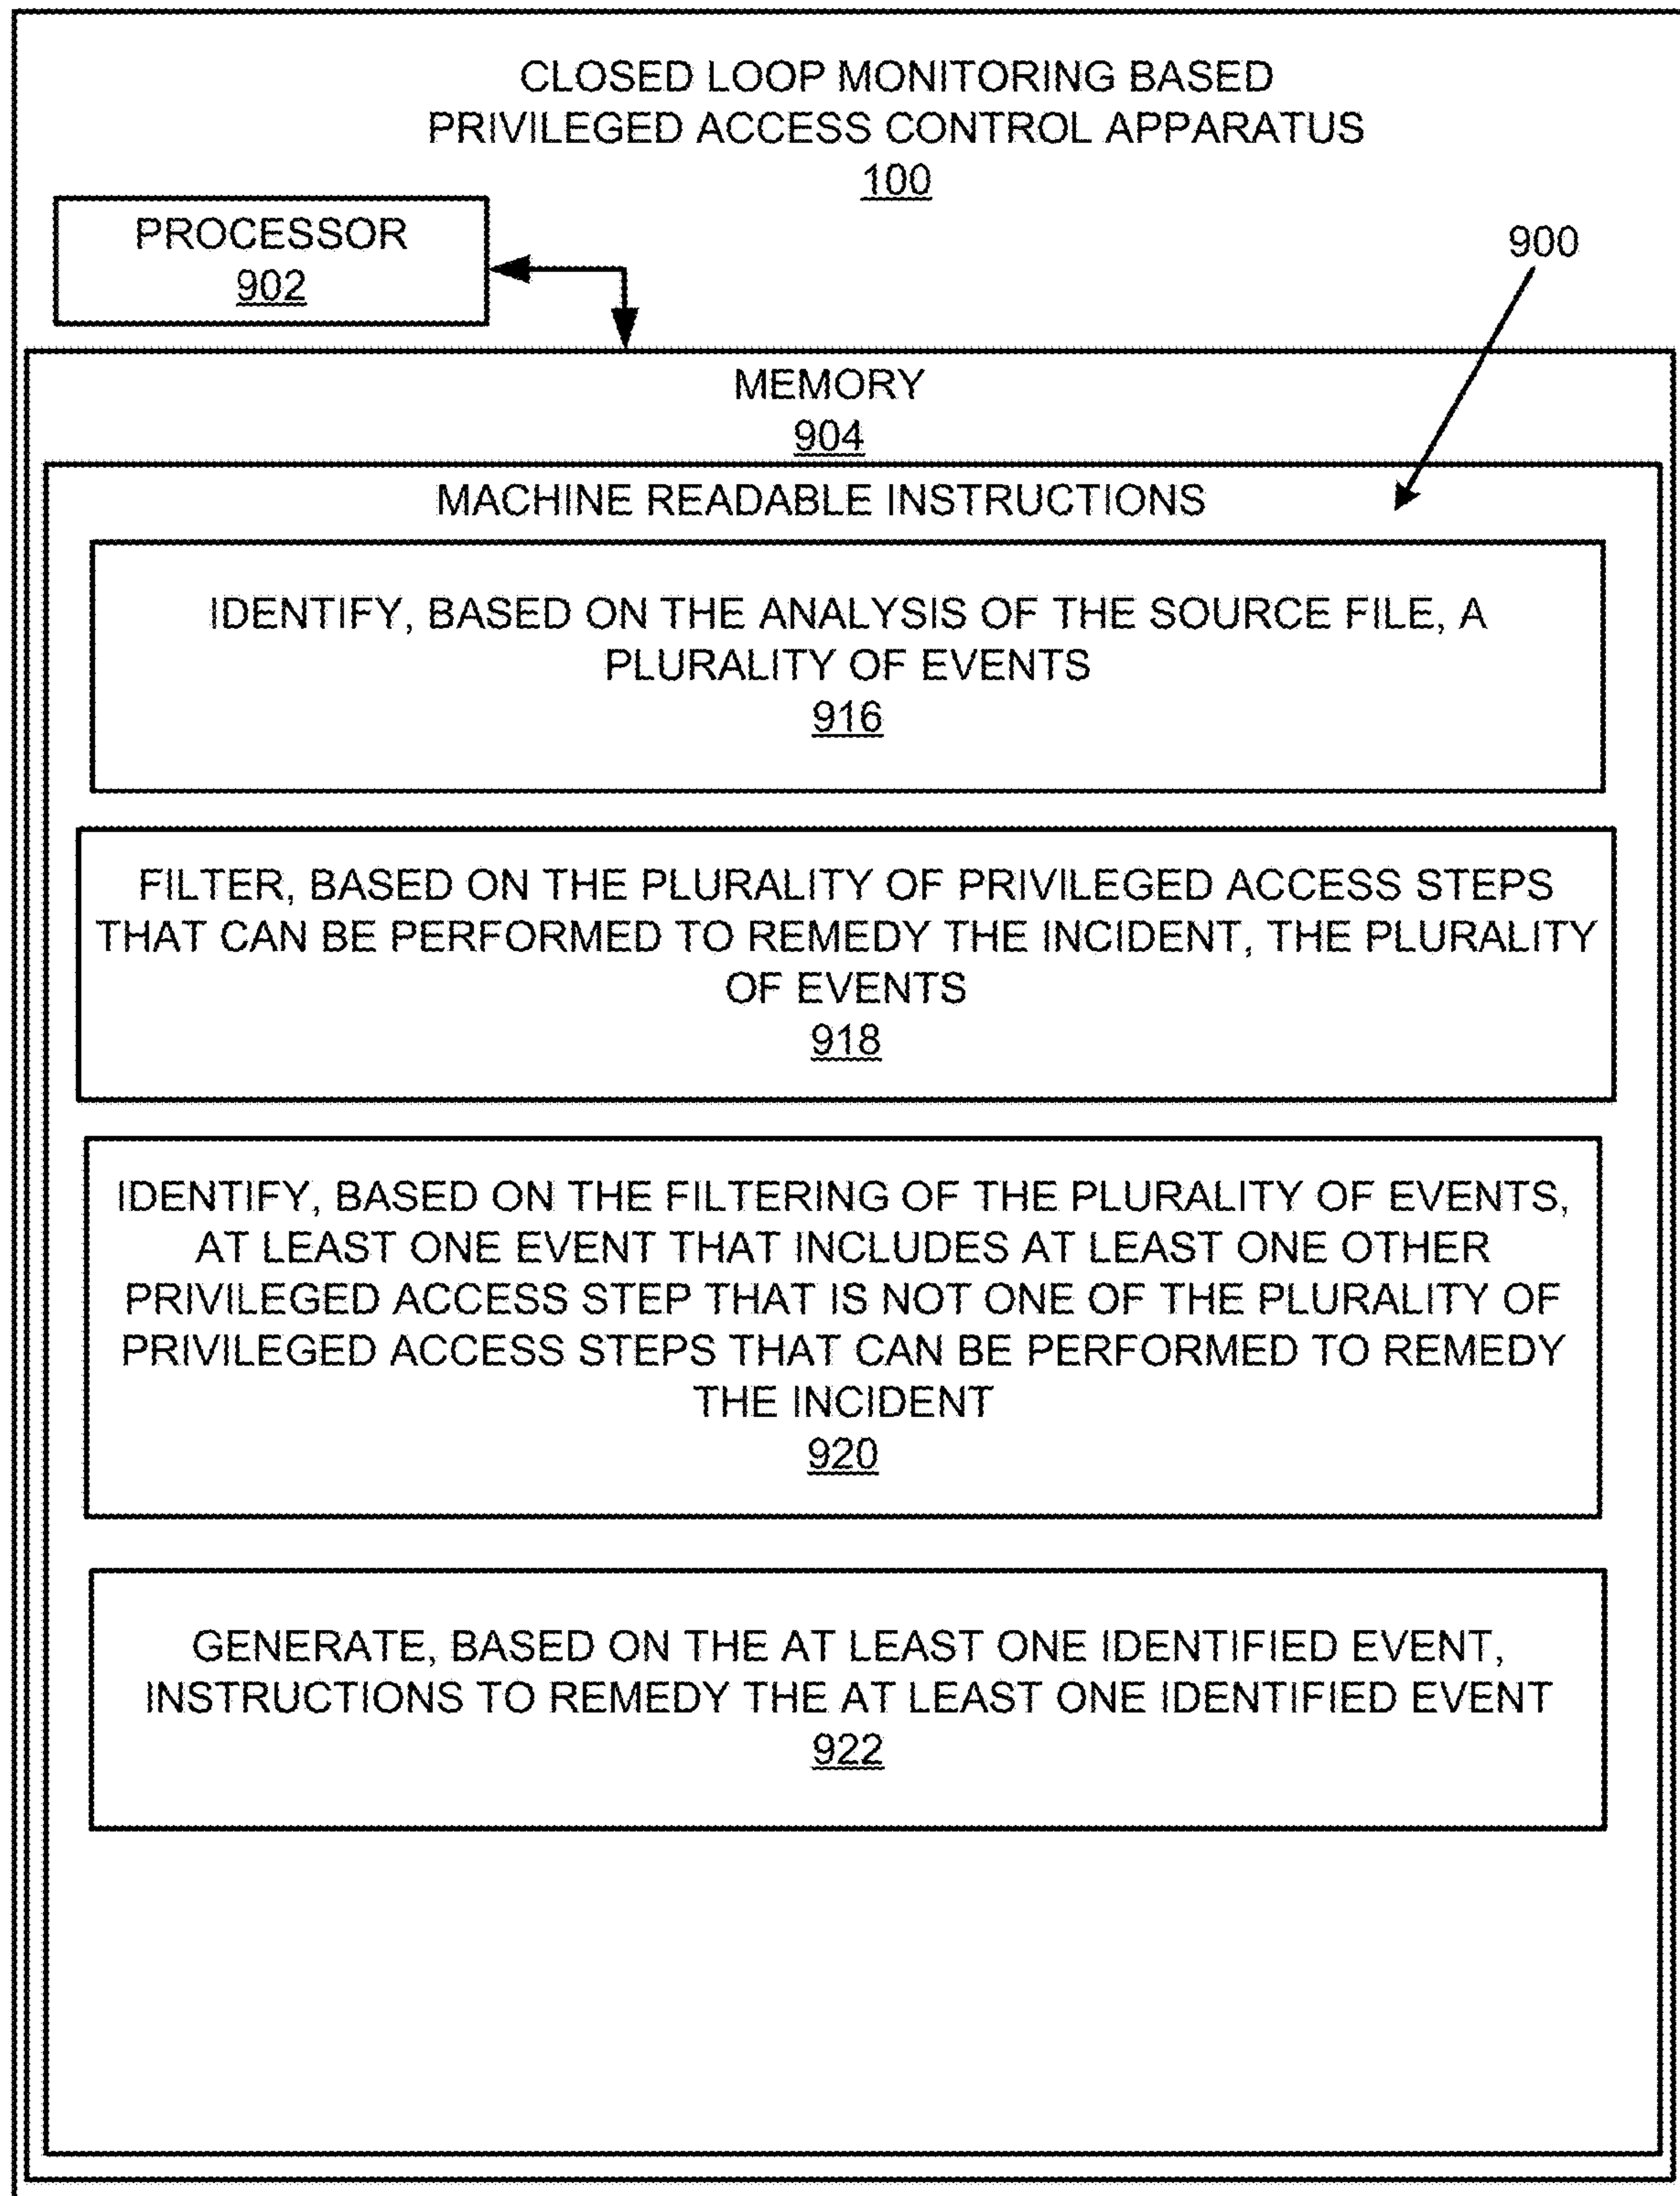 CLOSED LOOP MONITORING BASED
PRIVILEGED ACCESS CONTROL APPARATUS
100
PROCESSOR
902
900
MEMORY
904
MACHINE READABLE INSTRUCTIONS
IDENTIFY, BASED ON THE ANALYSIS OF THE SOURCE FILE, A
PLURALITY OF EVENTS
916
FILTER, BASED ON THE PLURALITY OF PRIVILEGED ACCESS STEPS
THAT CAN BE PERFORMED TO REMEDY THE INCIDENT, THE PLURALITY
OF EVENTS
918
IDENTIFY, BASED ON THE FILTERING OF THE PLURALITY OF EVENTS,
AT LEAST ONE EVENT THAT INCLUDES AT LEAST ONE OTHER
PRIVILEGED ACCESS STEP THAT IS NOT ONE OF THE PLURALITY OF
PRIVILEGED ACCESS STEPS THAT CAN BE PERFORMED TO REMEDY
THE INCIDENT
920
GENERATE, BASED ON THE AT LEAST ONE IDENTIFIED EVENT,
INSTRUCTIONS TO REMEDY THE AT LEAST ONE IDENTIFIED EVENT
922